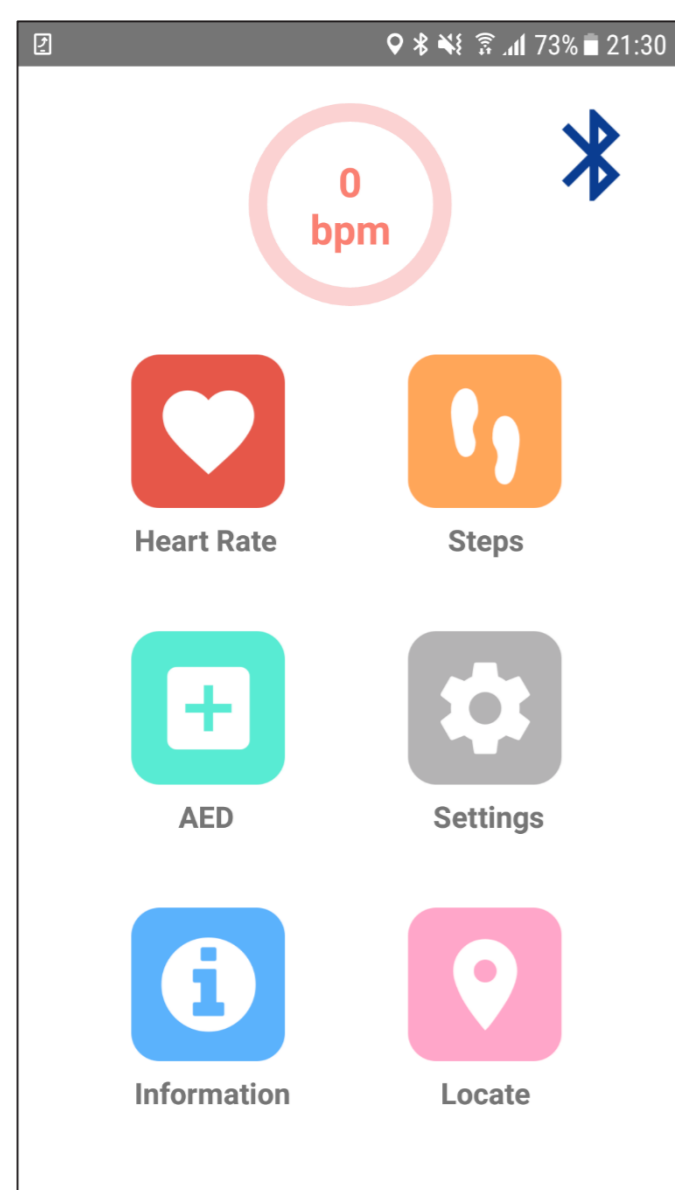 73% 21:30
0
bpm
Heart Rate
Steps
AED
Settings
Information
Locate